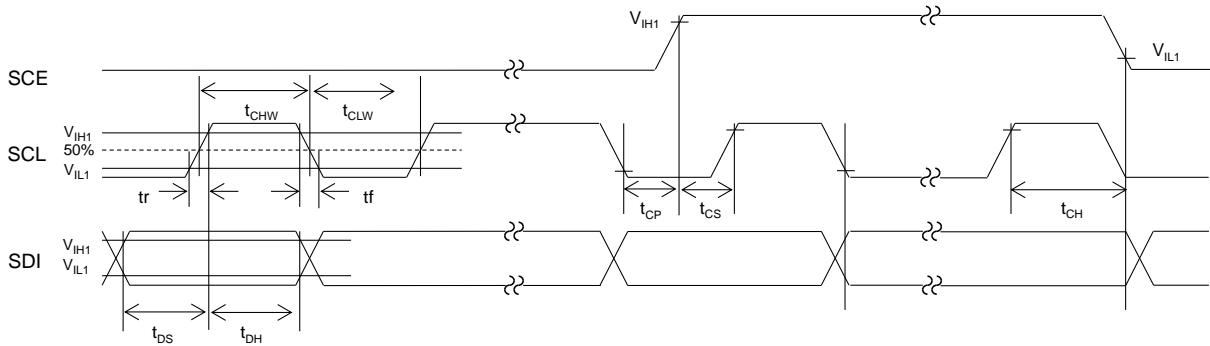 V_IH1
V_IL1
SCE
t_CHW
t_CLW
V_IH1
SCL
50%
V_IL1
tr
tf
t_CP
t_CS
t_CH
V_IH1
SDI
V_IL1
t_DS
t_DH